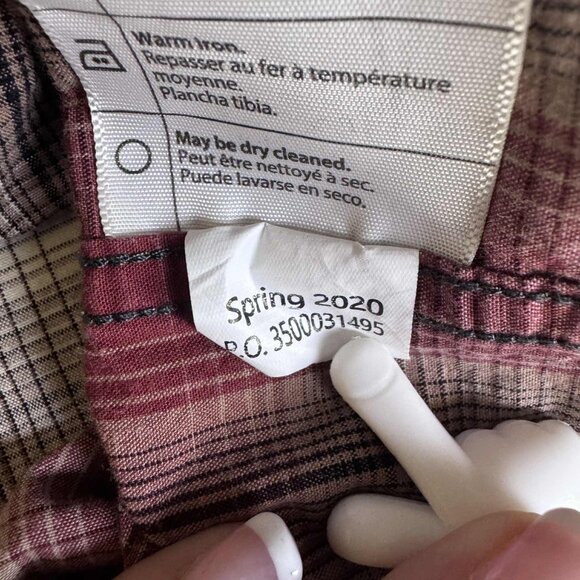 Warm iron.
Repasser au fer à température
moyenne.
Plancha tibia.
May be dry cleaned.
Peut être nettoyé à sec.
Puede lavarse en seco.
Spring 2020
P.O. 3500031495